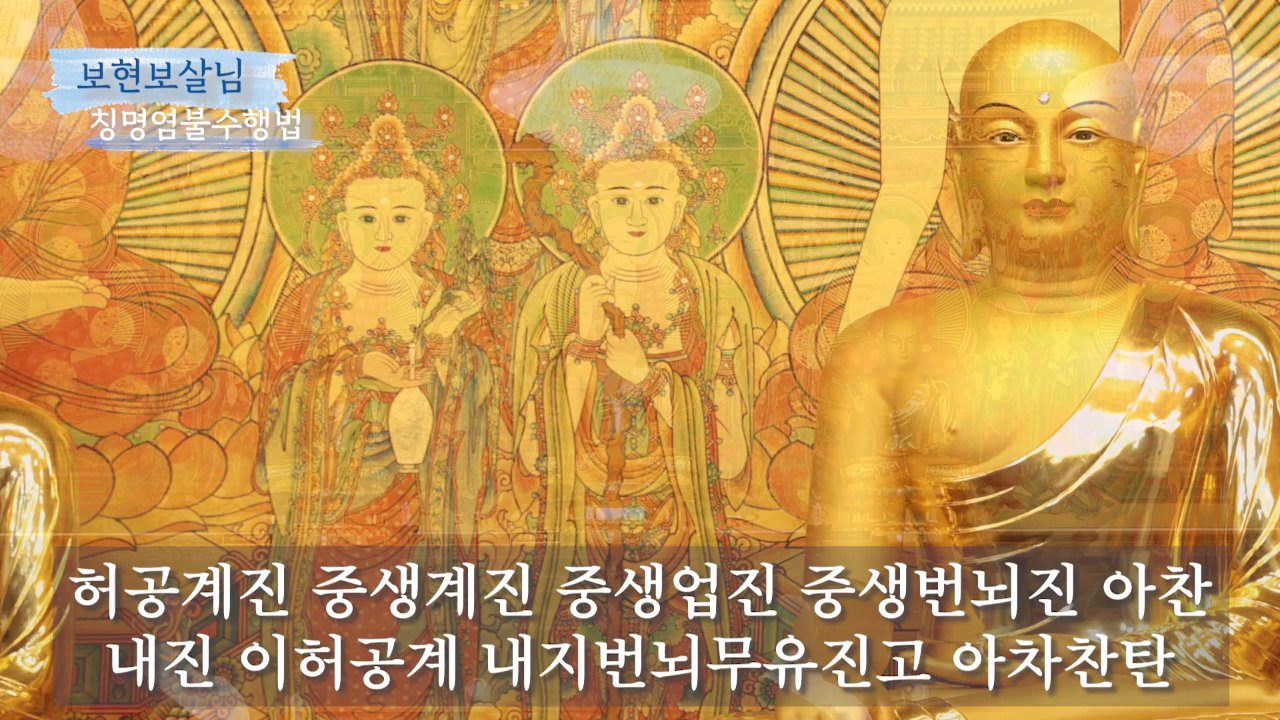 보현보살님
칭명염불수행법
허공계진 중생계진 중생업진 중생번뇌진 아찬
내진 이허공계 내지번뇌무유진고 아차찬탄